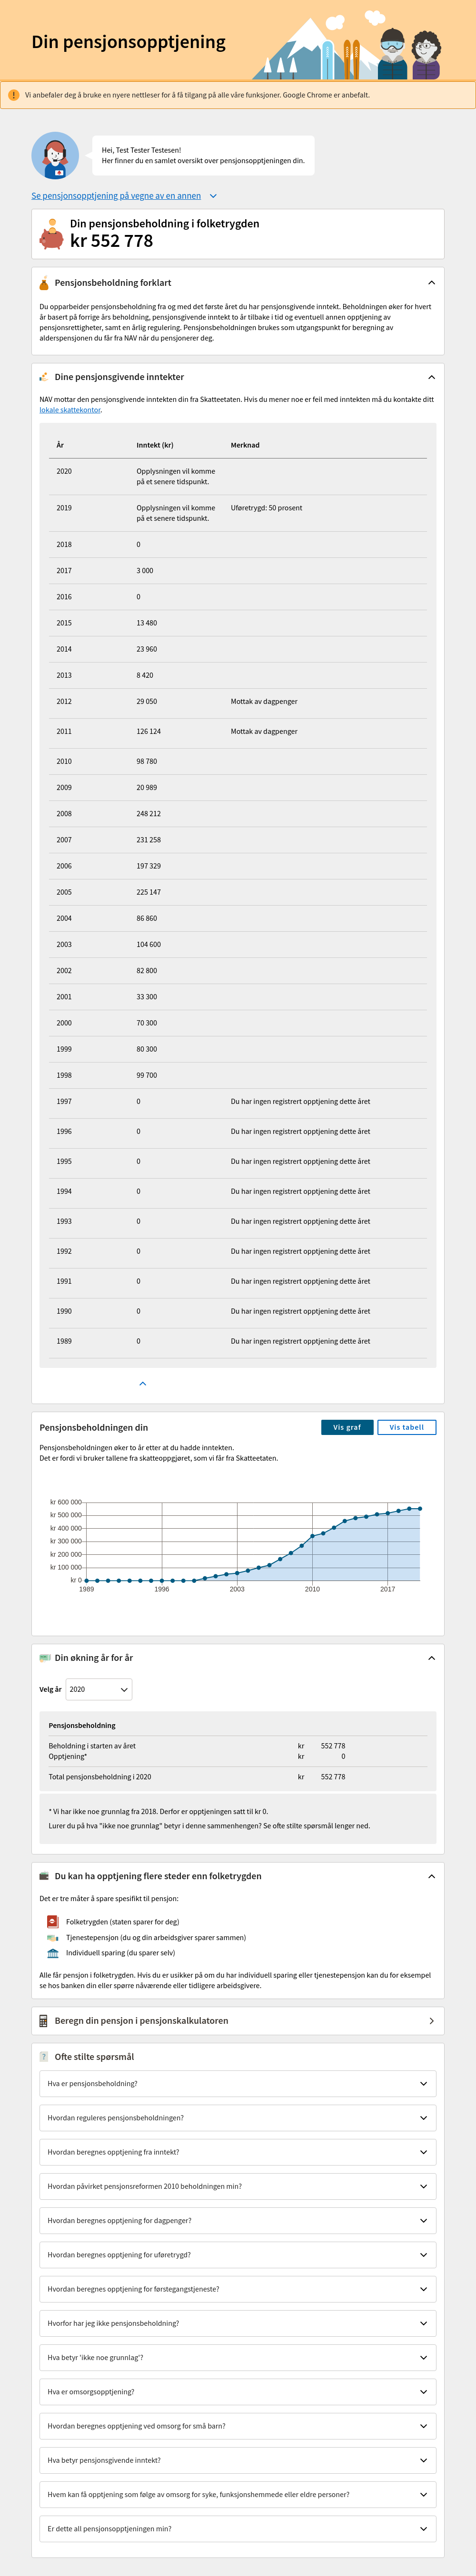 Din pensjonsopptjening
Vi anbefaler deg å bruke en nyere nettleser for å få tilgang på alle våre funksjoner. Google Chrome er anbefalt.
Hei, Test Tester Testesen!
Her finner du en samlet oversikt over pensjonsopptjeningen din.
Se pensjonsopptjening på vegne av en annen
Din pensjonsbeholdning i folketrygden
kr 552 778
Pensjonsbeholdning forklart
Du opparbeider pensjonsbeholdning fra og med det første året du har pensjonsgivende inntekt. Beholdningen øker for hvert
år basert på forrige års beholdning, pensjonsgivende inntekt to år tilbake i tid og eventuell annen opptjening av
pensjonsrettigheter, samt en årlig regulering. Pensjonsbeholdningen brukes som utgangspunkt for beregning av
alderspensjonen du får fra NAV når du pensjonerer deg.
Dine pensjonsgivende inntekter
NAV mottar den pensjonsgivende inntekten din fra Skatteetaten. Hvis du mener noe er feil med inntekten må du kontakte ditt
lokale skattekontor.
År Inntekt (kr) Merknad
2020 Opplysningen vil komme
på et senere tidspunkt.
2019 Opplysningen vil komme Uføretrygd: 50 prosent
på et senere tidspunkt.
2018 0
2017 3 000
2016 0
2015 13 480
2014 23 960
2013 8 420
2012 29 050 Mottak av dagpenger
2011 126 124 Mottak av dagpenger
2010 98 780
2009 20 989
2008 248 212
2007 231 258
2006 197 329
2005 225 147
2004 86 860
2003 104 600
2002 82 800
2001 33 300
2000 70 300
1999 80 300
1998 99 700
1997 0 Du har ingen registrert opptjening dette året
1996 0 Du har ingen registrert opptjening dette året
1995 0 Du har ingen registrert opptjening dette året
1994 0 Du har ingen registrert opptjening dette året
1993 0 Du har ingen registrert opptjening dette året
1992 0 Du har ingen registrert opptjening dette året
1991 0 Du har ingen registrert opptjening dette året
1990 0 Du har ingen registrert opptjening dette året
1989 0 Du har ingen registrert opptjening dette året
Pensjonsbeholdningen din Vis graf Vis tabell
Pensjonsbeholdningen øker to år etter at du hadde inntekten.
Det er fordi vi bruker tallene fra skatteoppgjøret, som vi får fra Skatteetaten.
kr 600 000
kr 500 000
kr 400 000
kr 300 000
kr 200 000
kr 100 000
kr 0
1989 1996 2003 2010 2017
Din økning år for år
Velg år 2020
Pensjonsbeholdning
Beholdning i starten av året kr 552 778
Opptjening* kr 0
Total pensjonsbeholdning i 2020 kr 552 778
* Vi har ikke noe grunnlag fra 2018. Derfor er opptjeningen satt til kr 0.
Lurer du på hva "ikke noe grunnlag" betyr i denne sammenhengen? Se ofte stilte spørsmål lenger ned.
Du kan ha opptjening flere steder enn folketrygden
Det er tre måter å spare spesifikt til pensjon:
Folketrygden (staten sparer for deg)
Tjenestepensjon (du og din arbeidsgiver sparer sammen)
Individuell sparing (du sparer selv)
Alle får pensjon i folketrygden. Hvis du er usikker på om du har individuell sparing eller tjenestepensjon kan du for eksempel
se hos banken din eller spørre nåværende eller tidligere arbeidsgivere.
Beregn din pensjon i pensjonskalkulatoren
Ofte stilte spørsmål
Hva er pensjonsbeholdning?
Hvordan reguleres pensjonsbeholdningen?
Hvordan beregnes opptjening fra inntekt?
Hvordan påvirket pensjonsreformen 2010 beholdningen min?
Hvordan beregnes opptjening for dagpenger?
Hvordan beregnes opptjening for uføretrygd?
Hvordan beregnes opptjening for førstegangstjeneste?
Hvorfor har jeg ikke pensjonsbeholdning?
Hva betyr 'ikke noe grunnlag'?
Hva er omsorgsopptjening?
Hvordan beregnes opptjening ved omsorg for små barn?
Hva betyr pensjonsgivende inntekt?
Hvem kan få opptjening som følge av omsorg for syke, funksjonshemmede eller eldre personer?
Er dette all pensjonsopptjeningen min?